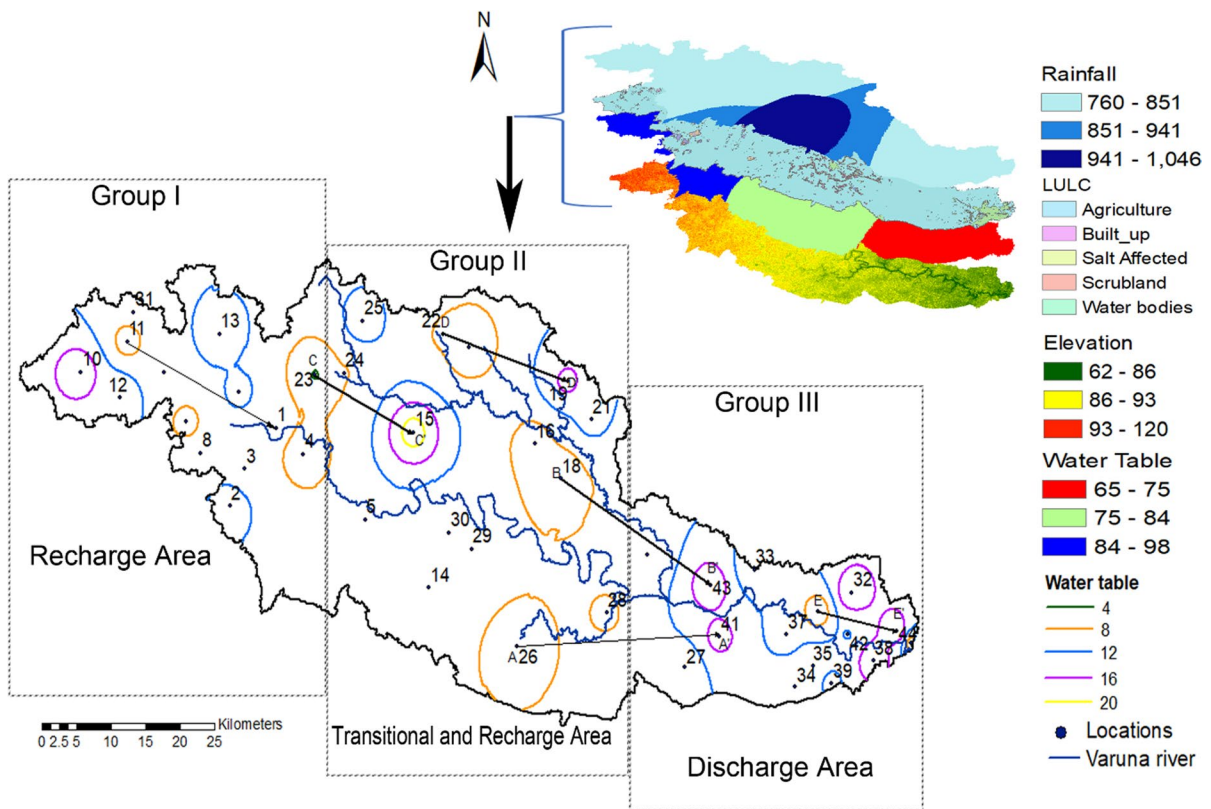 N
Rainfall
760 - 851
851 - 941
941 - 1,046
LULC
Agriculture
Built_up
Salt Affected
Scrubland
Water bodies
Elevation
62 - 86
86 - 93
93 - 120
Water Table
65 - 75
75 - 84
84 - 98
Water table
4
8
12
16
20
Locations
Varuna river
Group I
Group II
Group III
31
11
13
10
12
8
3
2
1
4
C
23
24
25
22
D
15
C'
D'
19
21
16
18
B
5
30
29
14
28
A
26
B'
43
41
A'
27
33
32
E
E'
44
37
42
38
35
34
39
Recharge Area
Transitional and Recharge Area
Discharge Area
0 2.5 5 10 15 20 25
Kilometers